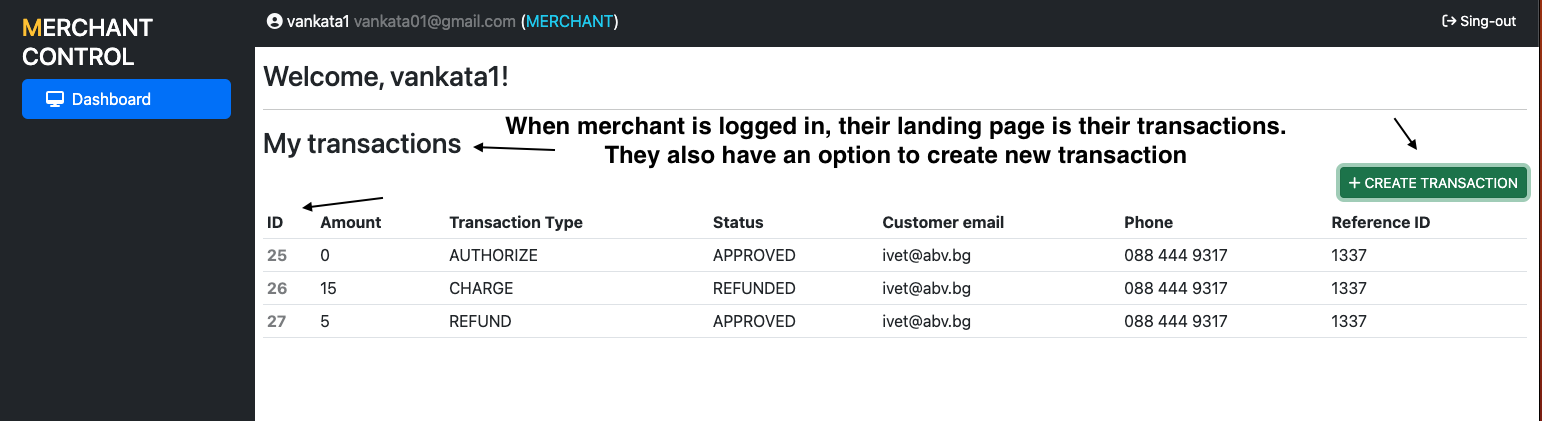 MERCHANT
CONTROL
Dashboard
vankata1 vankata01@gmail.com (MERCHANT)
Sing-out
Welcome, vankata1!
My transactions
When merchant is logged in, their landing page is their transactions.
They also have an option to create new transaction
+ CREATE TRANSACTION
ID Amount Transaction Type Status Customer email Phone Reference ID
25 0 AUTHORIZE APPROVED ivet@abv.bg 088 444 9317 1337
26 15 CHARGE REFUNDED ivet@abv.bg 088 444 9317 1337
27 5 REFUND APPROVED ivet@abv.bg 088 444 9317 1337